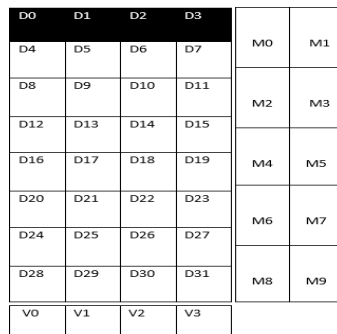 D0 D1 D2 D3
D4 D5 D6 D7
D8 D9 D10 D11
D12 D13 D14 D15
D16 D17 D18 D19
D20 D21 D22 D23
D24 D25 D26 D27
D28 D29 D30 D31
V0 V1 V2 V3
M0 M1
M2 M3
M4 M5
M6 M7
M8 M9